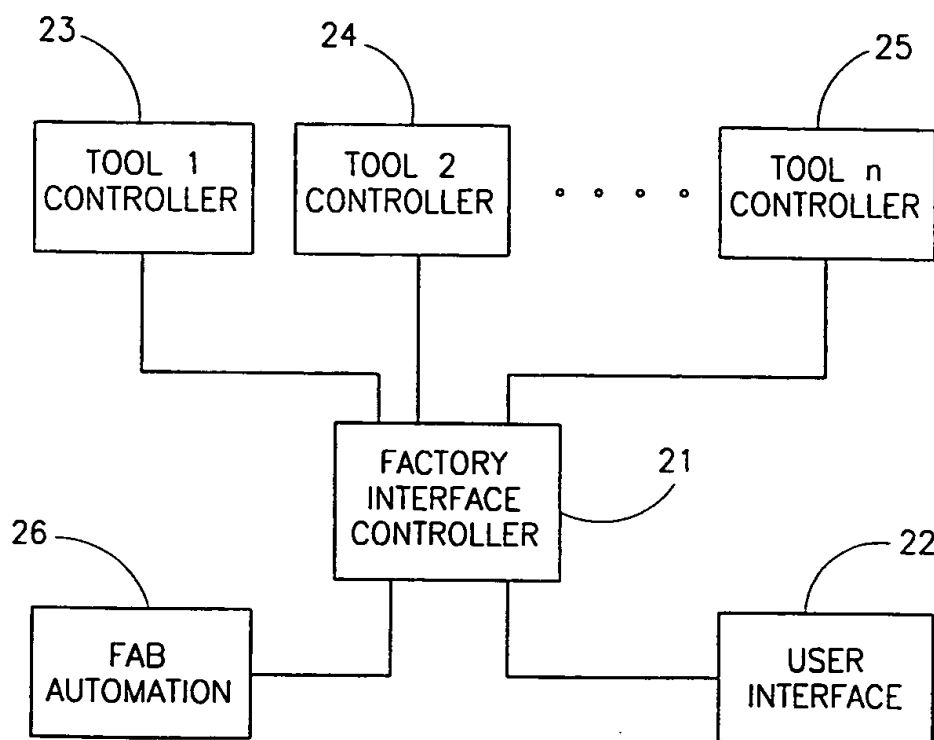 23
24
25
TOOL 1
CONTROLLER
TOOL 2
CONTROLLER
TOOL n
CONTROLLER
FACTORY
INTERFACE
CONTROLLER
21
26
22
FAB
AUTOMATION
USER
INTERFACE